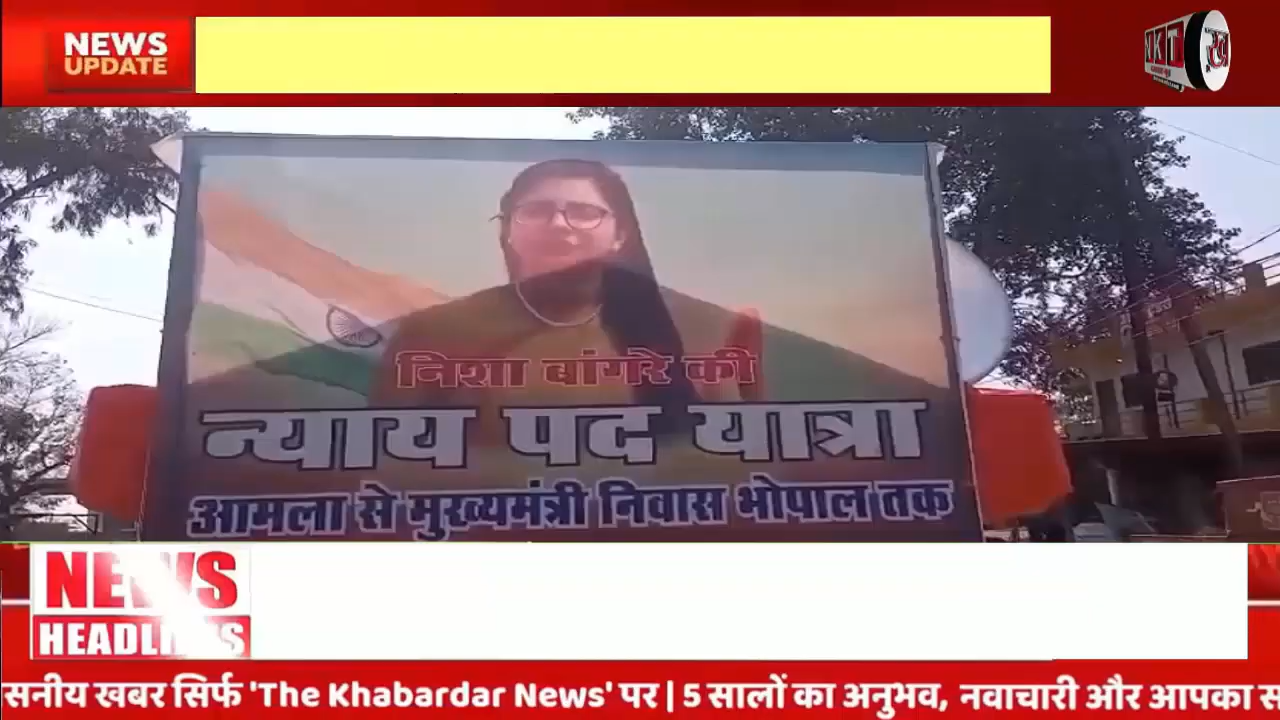 NEWS
UPDATE
NKTV
निशा बांगरे की
न्याय पद यात्रा
आमला से मुख्यमंत्री निवास भोपाल तक
NEWS
HEADLINES
सनीय खबर सिर्फ 'The Khabardar News' पर | 5 सालों का अनुभव, नवाचारी और आपका स